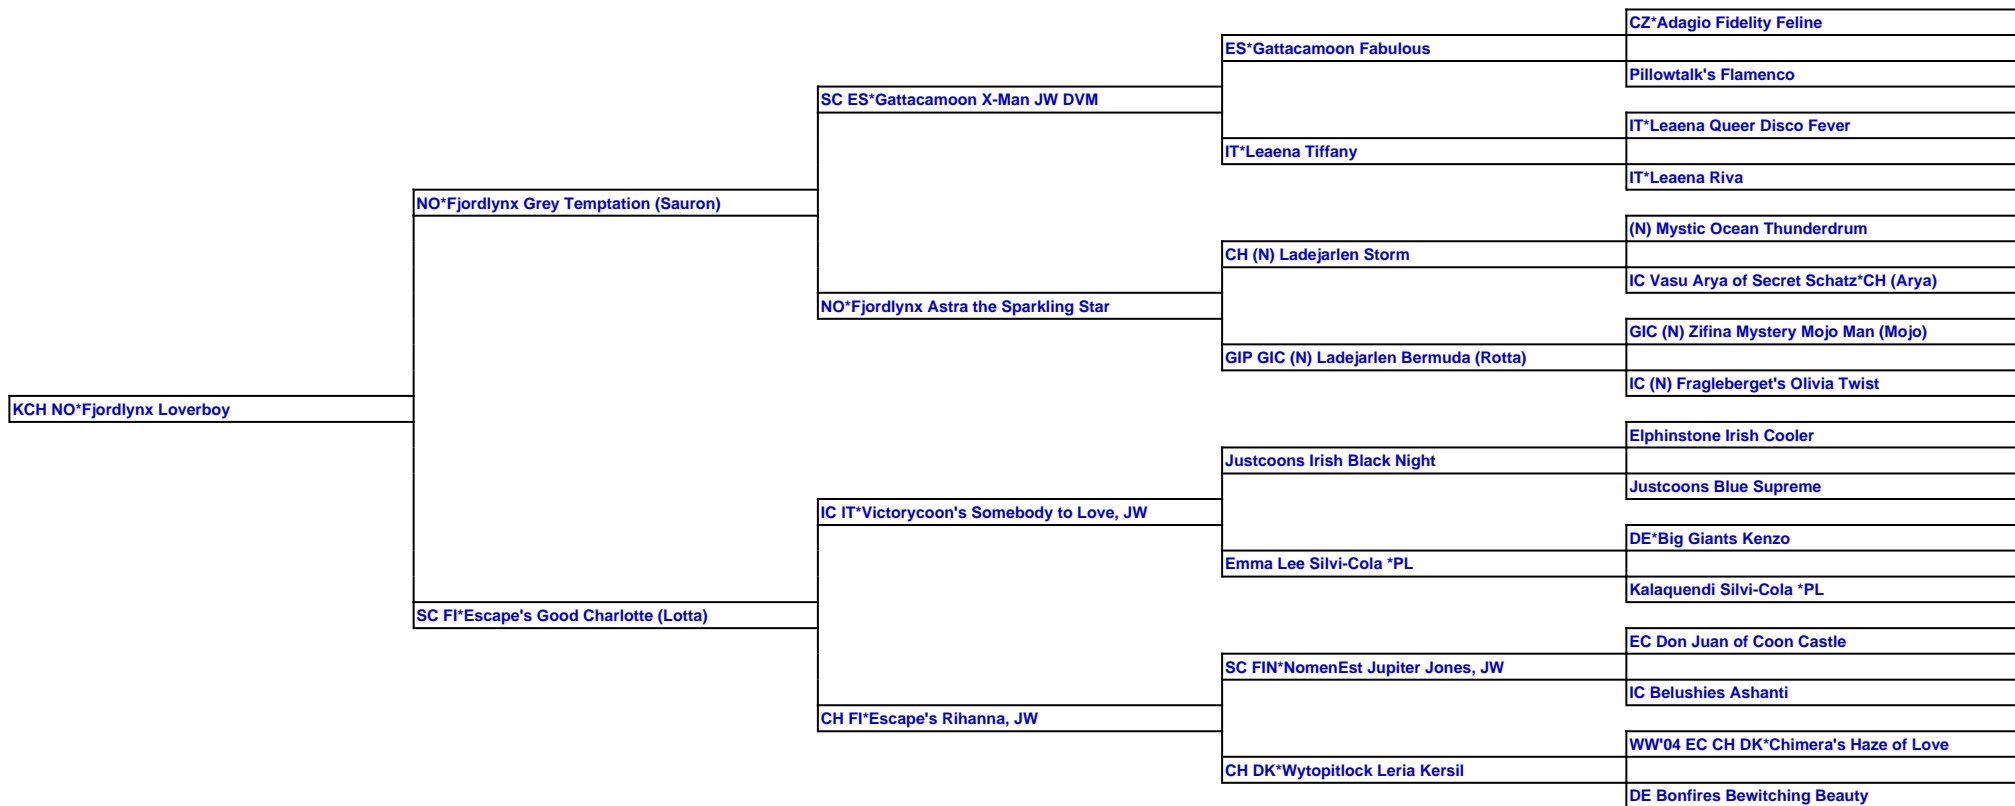 CZ*Adagio Fidelity Feline
ES*Gattacamoon Fabulous
Pillowtalk's Flamenco
SC ES*Gattacamoon X-Man JW DVM
IT*Leaena Queer Disco Fever
IT*Leaena Tiffany
IT*Leaena Riva
NO*Fjordlynx Grey Temptation (Sauron)
(N) Mystic Ocean Thunderdrum
CH (N) Ladejarlen Storm
IC Vasu Arya of Secret Schatz*CH (Arya)
NO*Fjordlynx Astra the Sparkling Star
GIC (N) Zifina Mystery Mojo Man (Mojo)
GIP GIC (N) Ladejarlen Bermuda (Rotta)
IC (N) Fragleberget's Olivia Twist
KCH NO*Fjordlynx Loverboy
Elphinstone Irish Cooler
Justcoons Irish Black Night
Justcoons Blue Supreme
IC IT*Victorycoon's Somebody to Love, JW
DE*Big Giants Kenzo
Emma Lee Silvi-Cola *PL
Kalaquendi Silvi-Cola *PL
SC FI*Escape's Good Charlotte (Lotta)
EC Don Juan of Coon Castle
SC FIN*NomenEst Jupiter Jones, JW
IC Belushies Ashanti
CH FI*Escape's Rihanna, JW
WW'04 EC CH DK*Chimera's Haze of Love
CH DK*Wytopitlock Leria Kersil
DE Bonfires Bewitching Beauty